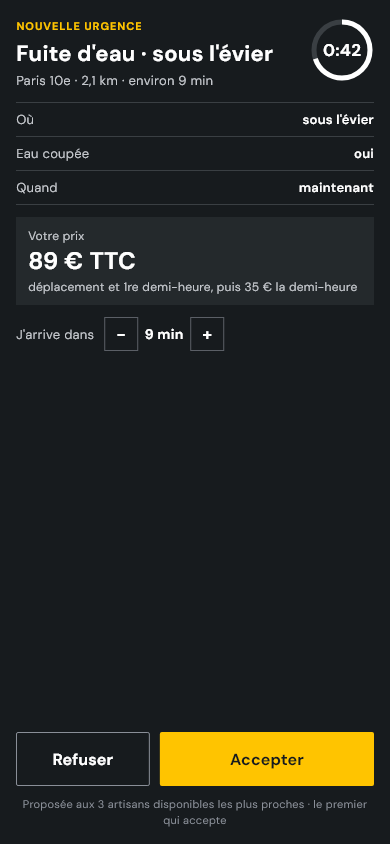 NOUVELLE URGENCE
Fuite d'eau · sous l'évier
0:42
Paris 10e · 2,1 km · environ 9 min
Où sous l'évier
Eau coupée oui
Quand maintenant
Votre prix
89 € TTC
déplacement et 1re demi-heure, puis 35 € la demi-heure
J'arrive dans − 9 min +
Refuser Accepter
Proposée aux 3 artisans disponibles les plus proches · le premier
qui accepte